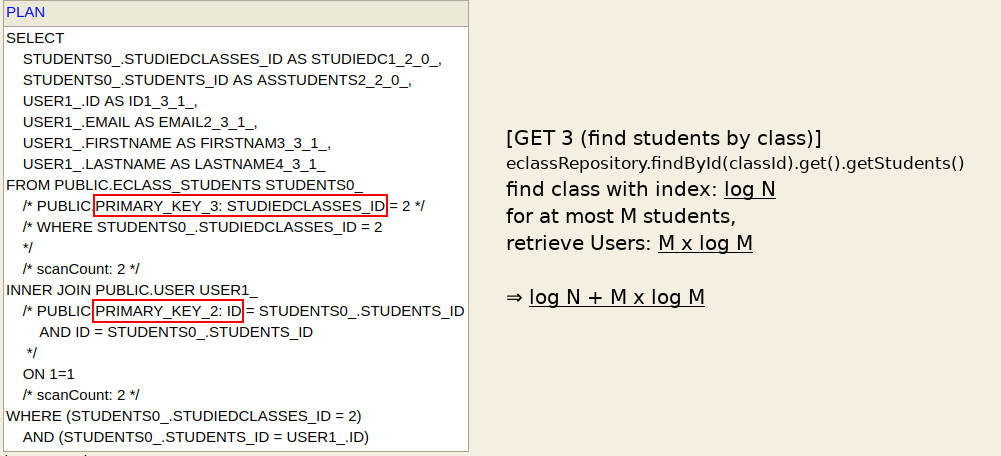 PLAN
SELECT
STUDENTS0_.STUDIEDCLASSES_ID AS STUDIEDC1_2_0_,
STUDENTS0_.STUDENTS_ID AS ASSTUDENTS2_2_0_,
USER1_.ID AS ID1_3_1_,
USER1_.EMAIL AS EMAIL2_3_1_,
USER1_.FIRSTNAME AS FIRSTNAM3_3_1_,
USER1_.LASTNAME AS LASTNAME4_3_1_
FROM PUBLIC.ECLASS_STUDENTS STUDENTS0_
/* PUBLIC.PRIMARY_KEY_3: STUDIEDCLASSES_ID = 2 */
/* WHERE STUDENTS0_.STUDIEDCLASSES_ID = 2
*/
/* scanCount: 2 */
INNER JOIN PUBLIC.USER USER1_
/* PUBLIC.PRIMARY_KEY_2: ID = STUDENTS0_.STUDENTS_ID
AND ID = STUDENTS0_.STUDENTS_ID
*/
ON 1=1
/* scanCount: 2 */
WHERE (STUDENTS0_.STUDIEDCLASSES_ID = 2)
AND (STUDENTS0_.STUDENTS_ID = USER1_.ID)
[GET 3 (find students by class)]
eclassRepository.findById(classId).get().getStudents()
find class with index: log N
for at most M students,
retrieve Users: M x log M
⇒ log N + M x log M